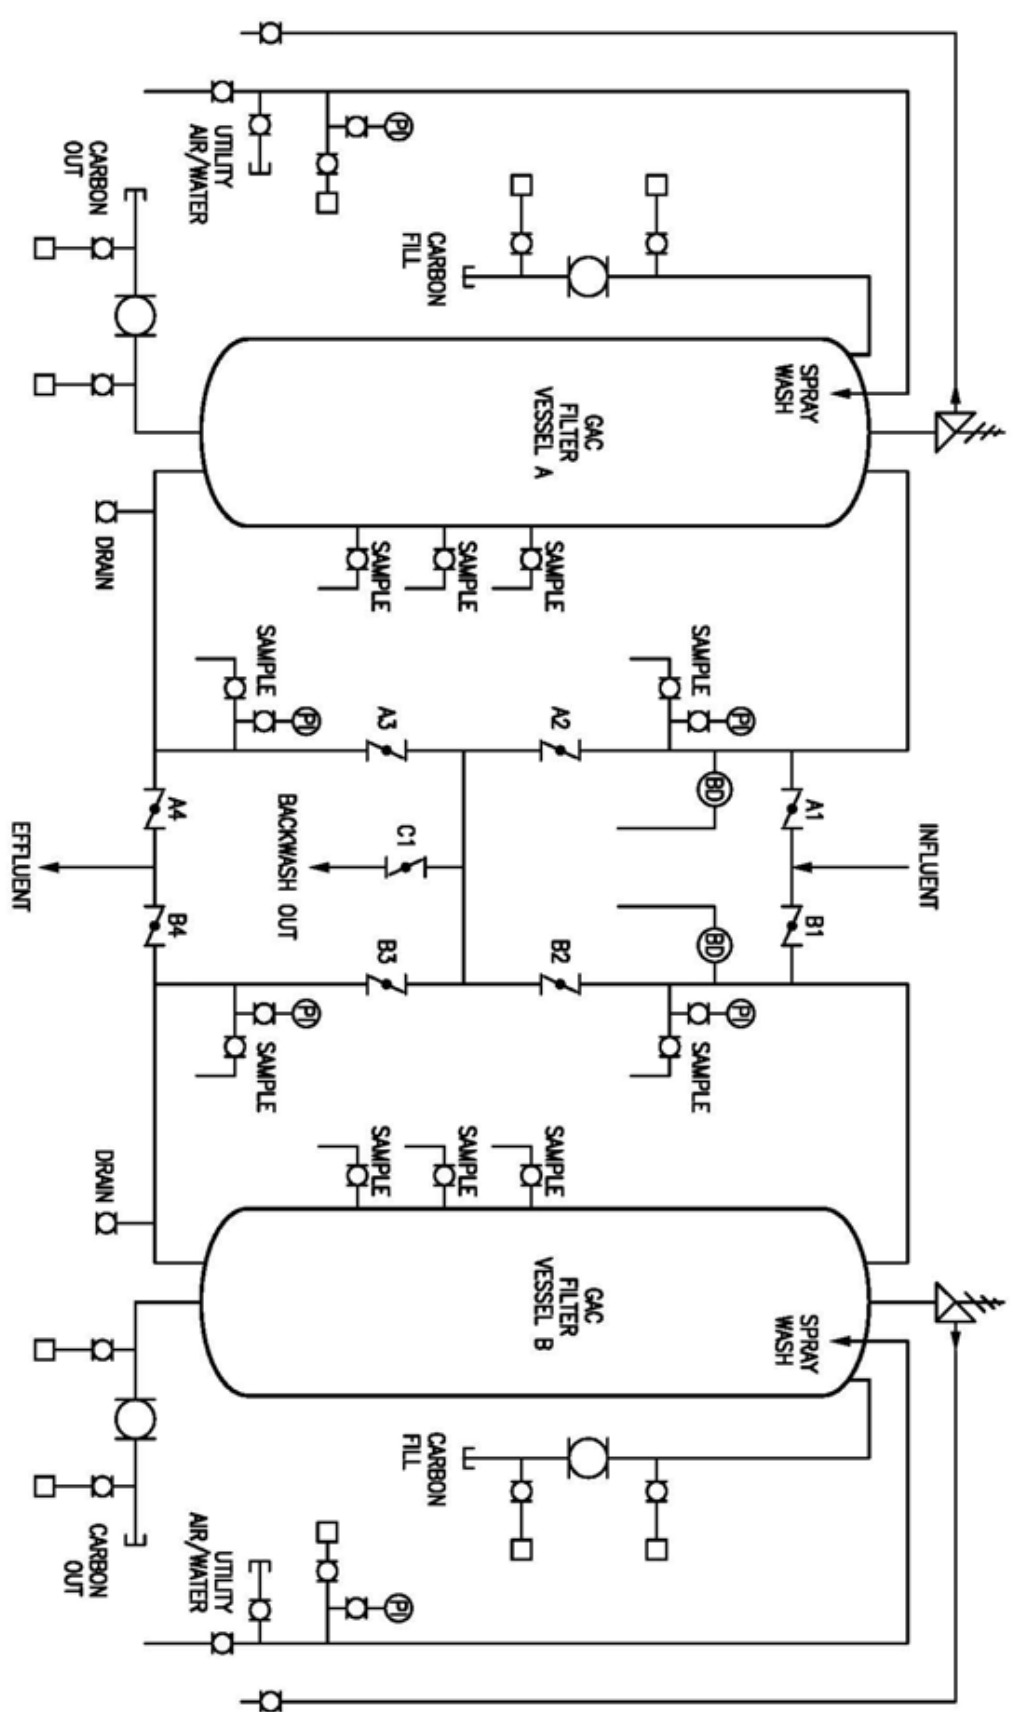 INFLUENT
SPRAY
WASH
A1
B1
SPRAY
WASH
PI
PI
BD
BD
SAMPLE
SAMPLE
GAC
FILTER
VESSEL A
GAC
FILTER
VESSEL B
SAMPLE
A2
B2
SAMPLE
SAMPLE
SAMPLE
CARBON
FILL
CARBON
FILL
C1
PI
PI
SAMPLE
A3
B3
SAMPLE
PI
PI
BACKWASH OUT
SAMPLE
SAMPLE
UTILITY
AIR/WATER
UTILITY
AIR/WATER
A4
B4
CARBON
OUT
DRAIN
DRAIN
CARBON
OUT
EFFLUENT